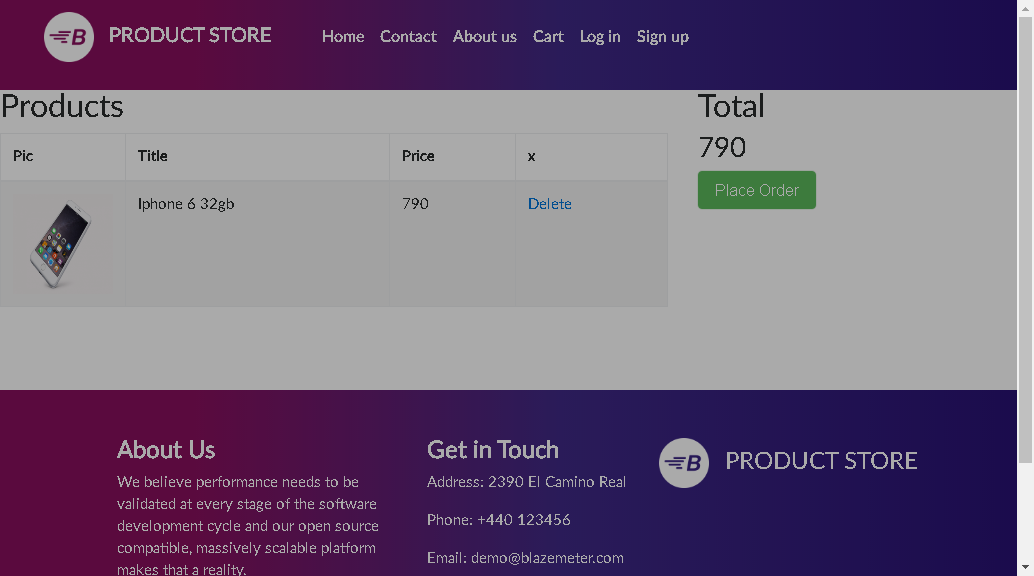 B PRODUCT STORE Home Contact About us Cart Log in Sign up
Products
Pic Title Price x
Iphone 6 32gb 790 Delete
Total
790
Place Order
About Us
We believe performance needs to be
validated at every stage of the software
development cycle and our open source
compatible, massively scalable platform
makes that a reality.
Get in Touch
Address: 2390 El Camino Real
Phone: +440 123456
Email: demo@blazemeter.com
B PRODUCT STORE